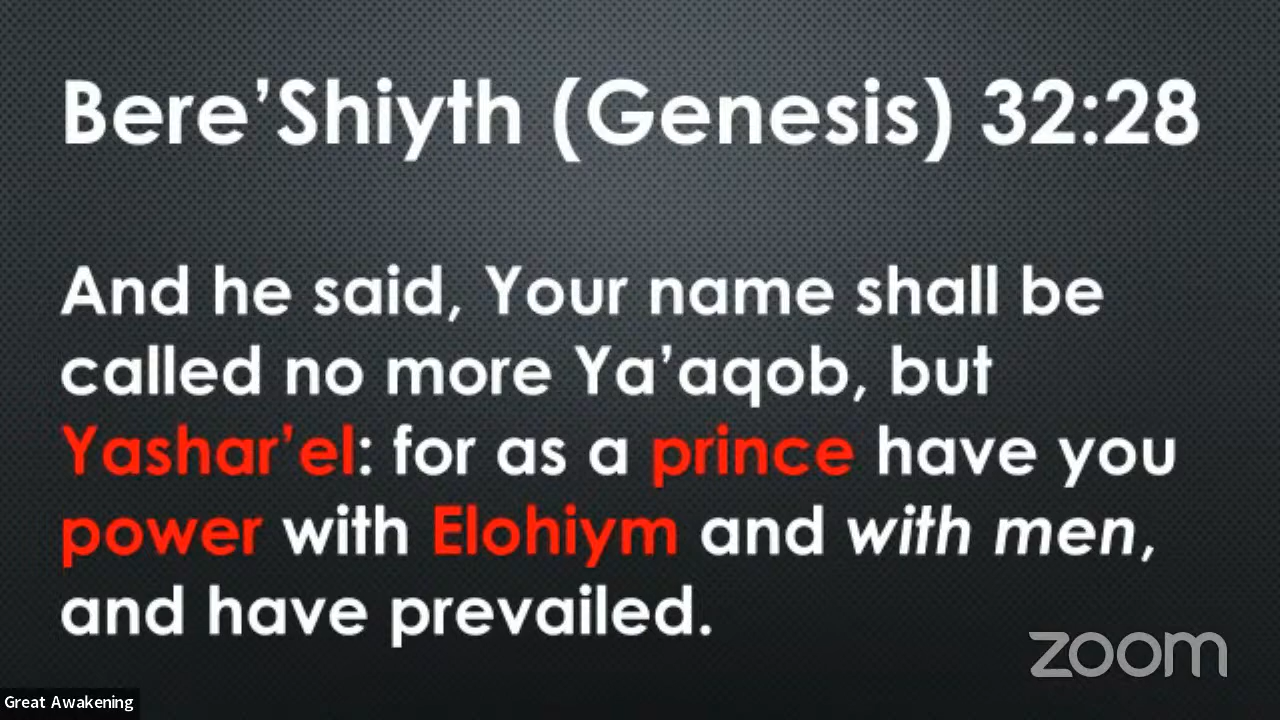 Bere’Shiyth (Genesis) 32:28
And he said, Your name shall be
called no more Ya’aqob, but
Yashar’el: for as a prince have you
power with Elohiym and with men,
and have prevailed.
zoom
Great Awakening